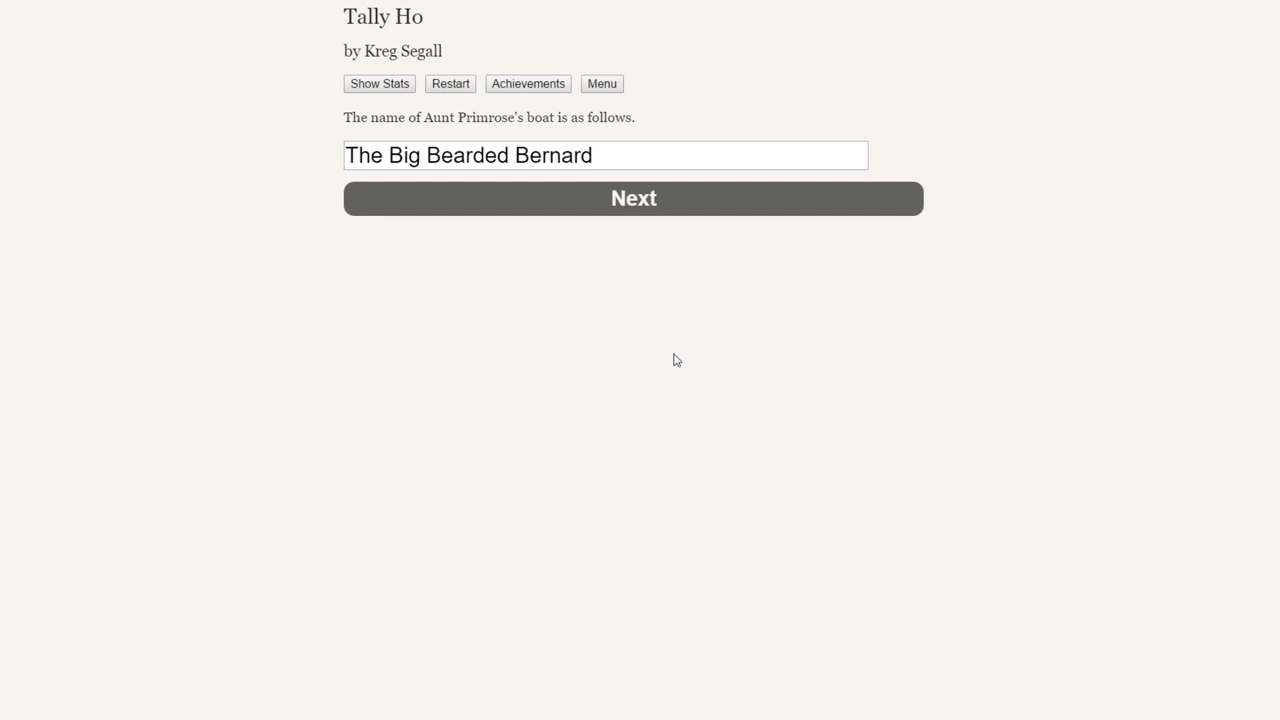 Tally Ho
by Kreg Segall
Show Stats Restart Achievements Menu
The name of Aunt Primrose's boat is as follows.
The Big Bearded Bernard
Next